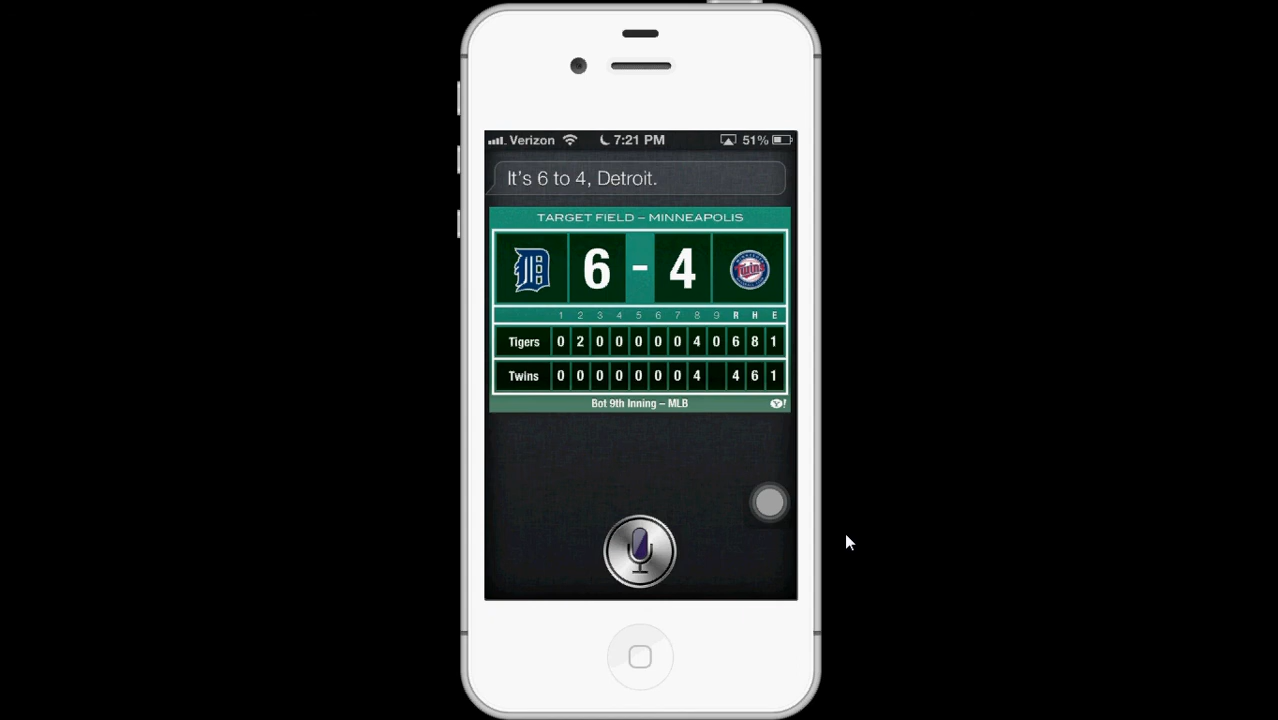 Verizon 7:21 PM 51%
It's 6 to 4, Detroit.
TARGET FIELD – MINNEAPOLIS
D 6 - 4 Twins
1 2 3 4 5 6 7 8 9 R H E
Tigers 0 2 0 0 0 0 0 4 0 6 8 1
Twins 0 0 0 0 0 0 0 4 4 6 1
Bot 9th Inning – MLB Y!